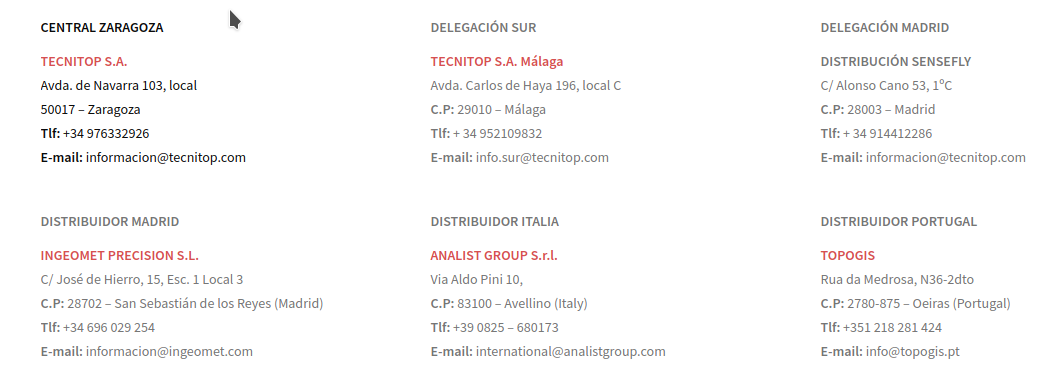 CENTRAL ZARAGOZA
TECNITOP S.A.
Avda. de Navarra 103, local
50017 – Zaragoza
Tlf: +34 976332926
E-mail: informacion@tecnitop.com
DELEGACIÓN SUR
TECNITOP S.A. Málaga
Avda. Carlos de Haya 196, local C
C.P: 29010 – Málaga
Tlf: + 34 952109832
E-mail: info.sur@tecnitop.com
DELEGACIÓN MADRID
DISTRIBUCIÓN SENSEFLY
C/ Alonso Cano 53, 1ºC
C.P: 28003 – Madrid
Tlf: + 34 914412286
E-mail: informacion@tecnitop.com
DISTRIBUIDOR MADRID
INGEOMET PRECISION S.L.
C/ José de Hierro, 15, Esc. 1 Local 3
C.P: 28702 – San Sebastián de los Reyes (Madrid)
Tlf: +34 696 029 254
E-mail: informacion@ingeomet.com
DISTRIBUIDOR ITALIA
ANALIST GROUP S.r.l.
Via Aldo Pini 10,
C.P: 83100 – Avellino (Italy)
Tlf: +39 0825 – 680173
E-mail: international@analistgroup.com
DISTRIBUIDOR PORTUGAL
TOPOGIS
Rua da Medrosa, N36-2dto
C.P: 2780-875 – Oeiras (Portugal)
Tlf: +351 218 281 424
E-mail: info@topogis.pt